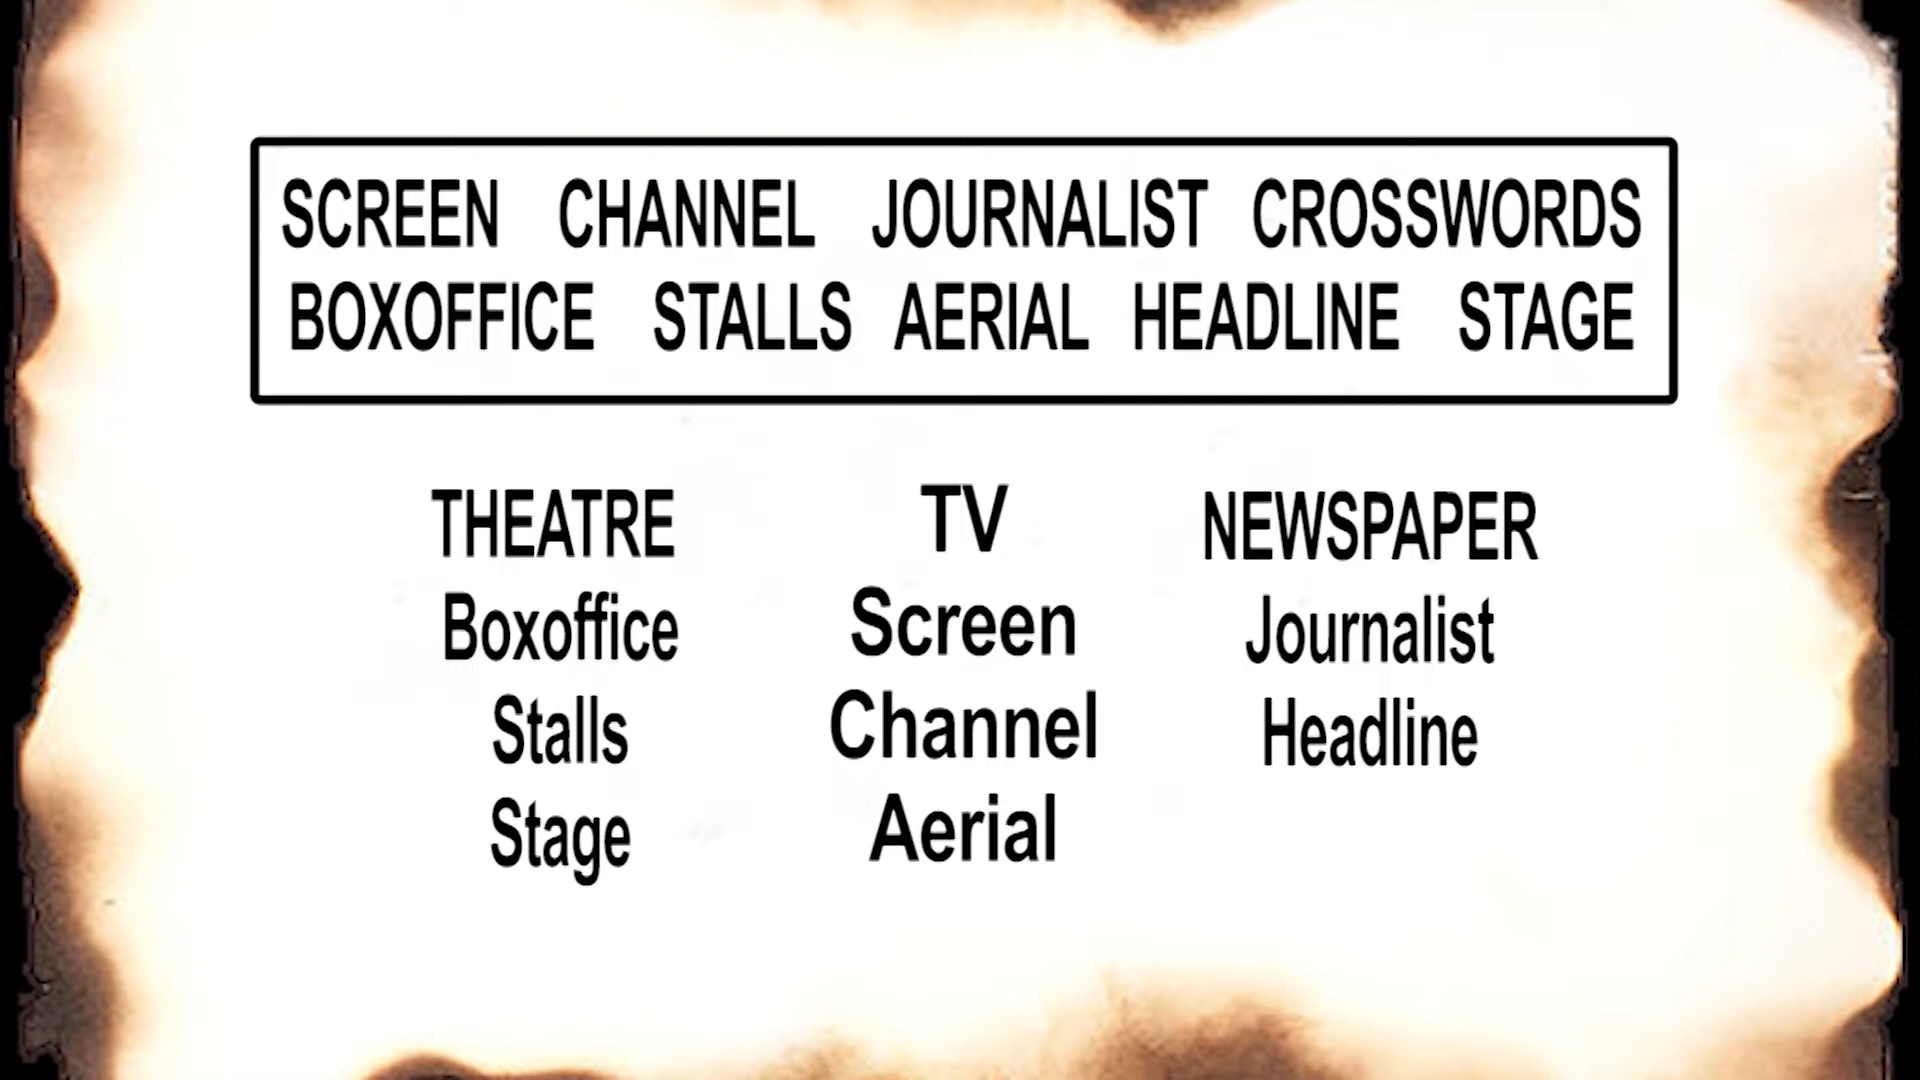 SCREEN CHANNEL JOURNALIST CROSSWORDS
BOXOFFICE STALLS AERIAL HEADLINE STAGE
THEATRE TV NEWSPAPER
Boxoffice Screen Journalist
Stalls Channel Headline
Stage Aerial